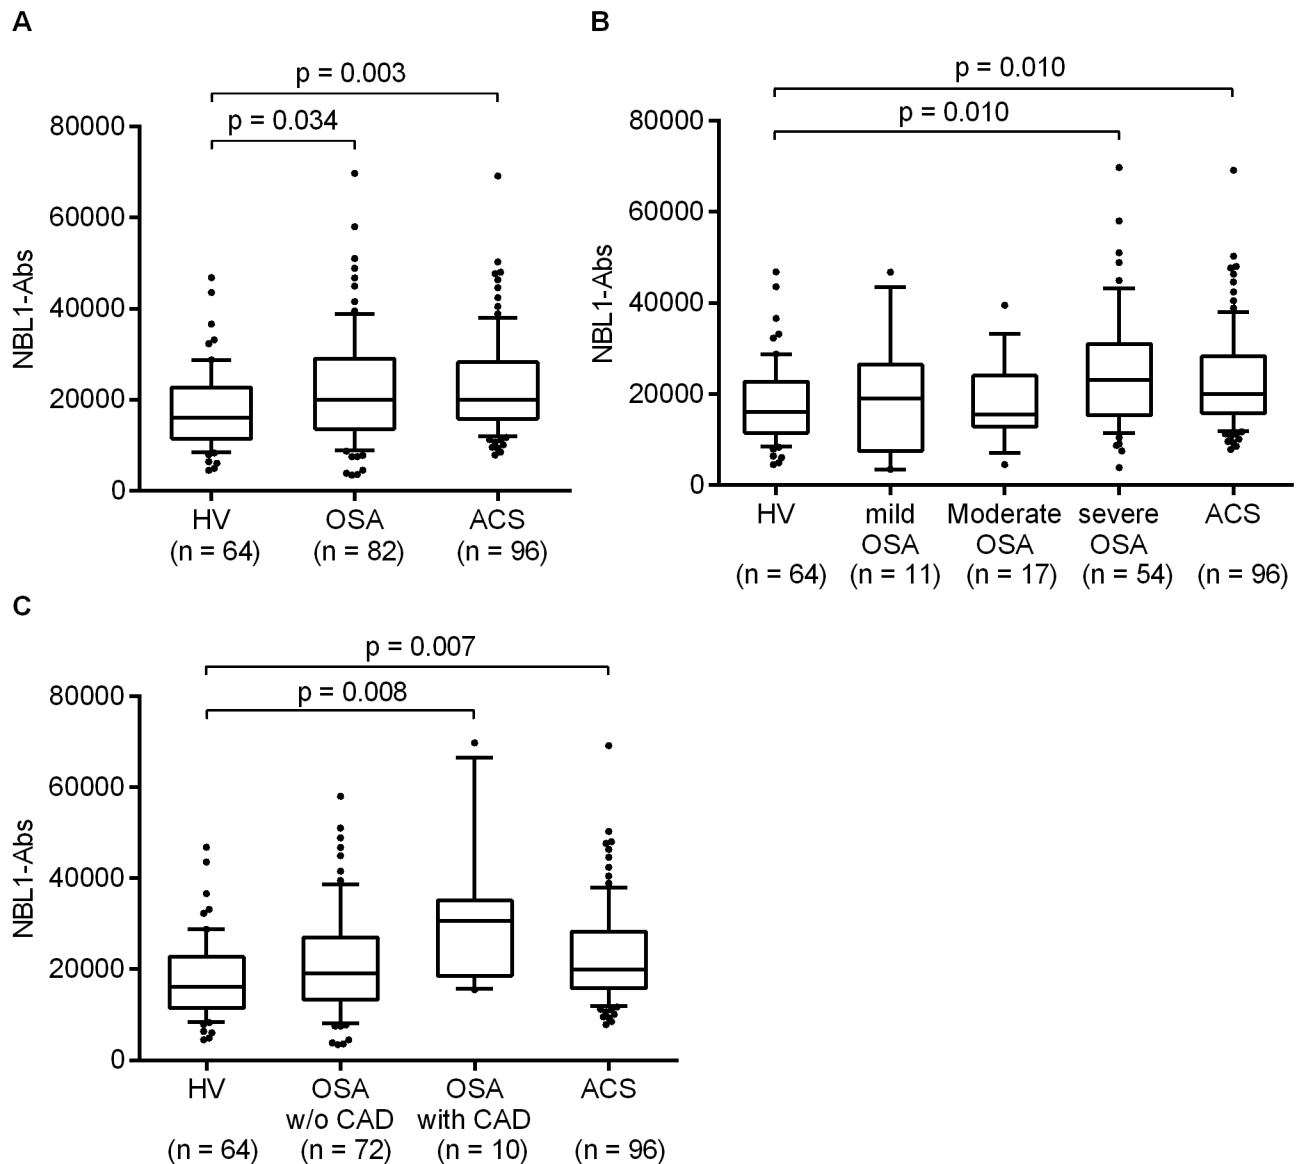 A
p = 0.003
p = 0.034
80000
60000
40000
20000
0
NBL1-Abs
HV OSA ACS
(n = 64) (n = 82) (n = 96)
B
p = 0.010
p = 0.010
80000
60000
40000
20000
0
NBL1-Abs
HV mild Moderate severe ACS
OSA OSA OSA
(n = 64) (n = 11) (n = 17) (n = 54) (n = 96)
C
p = 0.007
p = 0.008
80000
60000
40000
20000
0
NBL1-Abs
HV OSA OSA ACS
w/o CAD with CAD
(n = 64) (n = 72) (n = 10) (n = 96)